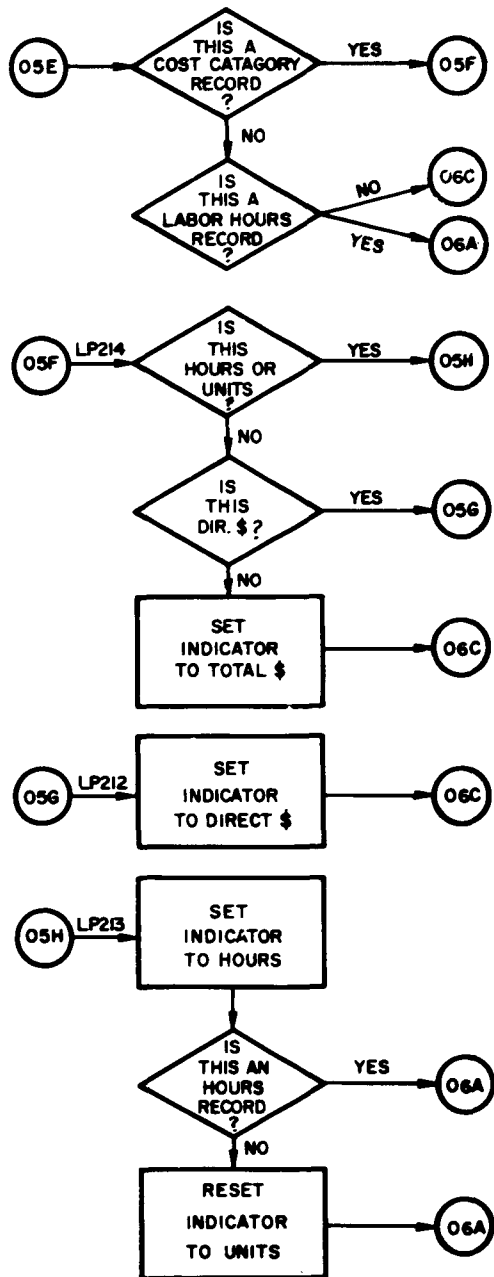 IS
THIS A
COST CATAGORY
RECORD
?
05E
YES
05F
NO
IS
THIS A
LABOR HOURS
RECORD
?
NO
06C
YES
06A
05F
LP214
IS
THIS
HOURS OR
UNITS
?
YES
05H
NO
IS
THIS
DIR. $?
YES
05G
NO
SET
INDICATOR
TO TOTAL $
06C
05G
LP212
SET
INDICATOR
TO DIRECT $
06C
05H
LP213
SET
INDICATOR
TO HOURS
IS
THIS AN
HOURS
RECORD
?
YES
06A
NO
RESET
INDICATOR
TO UNITS
06A